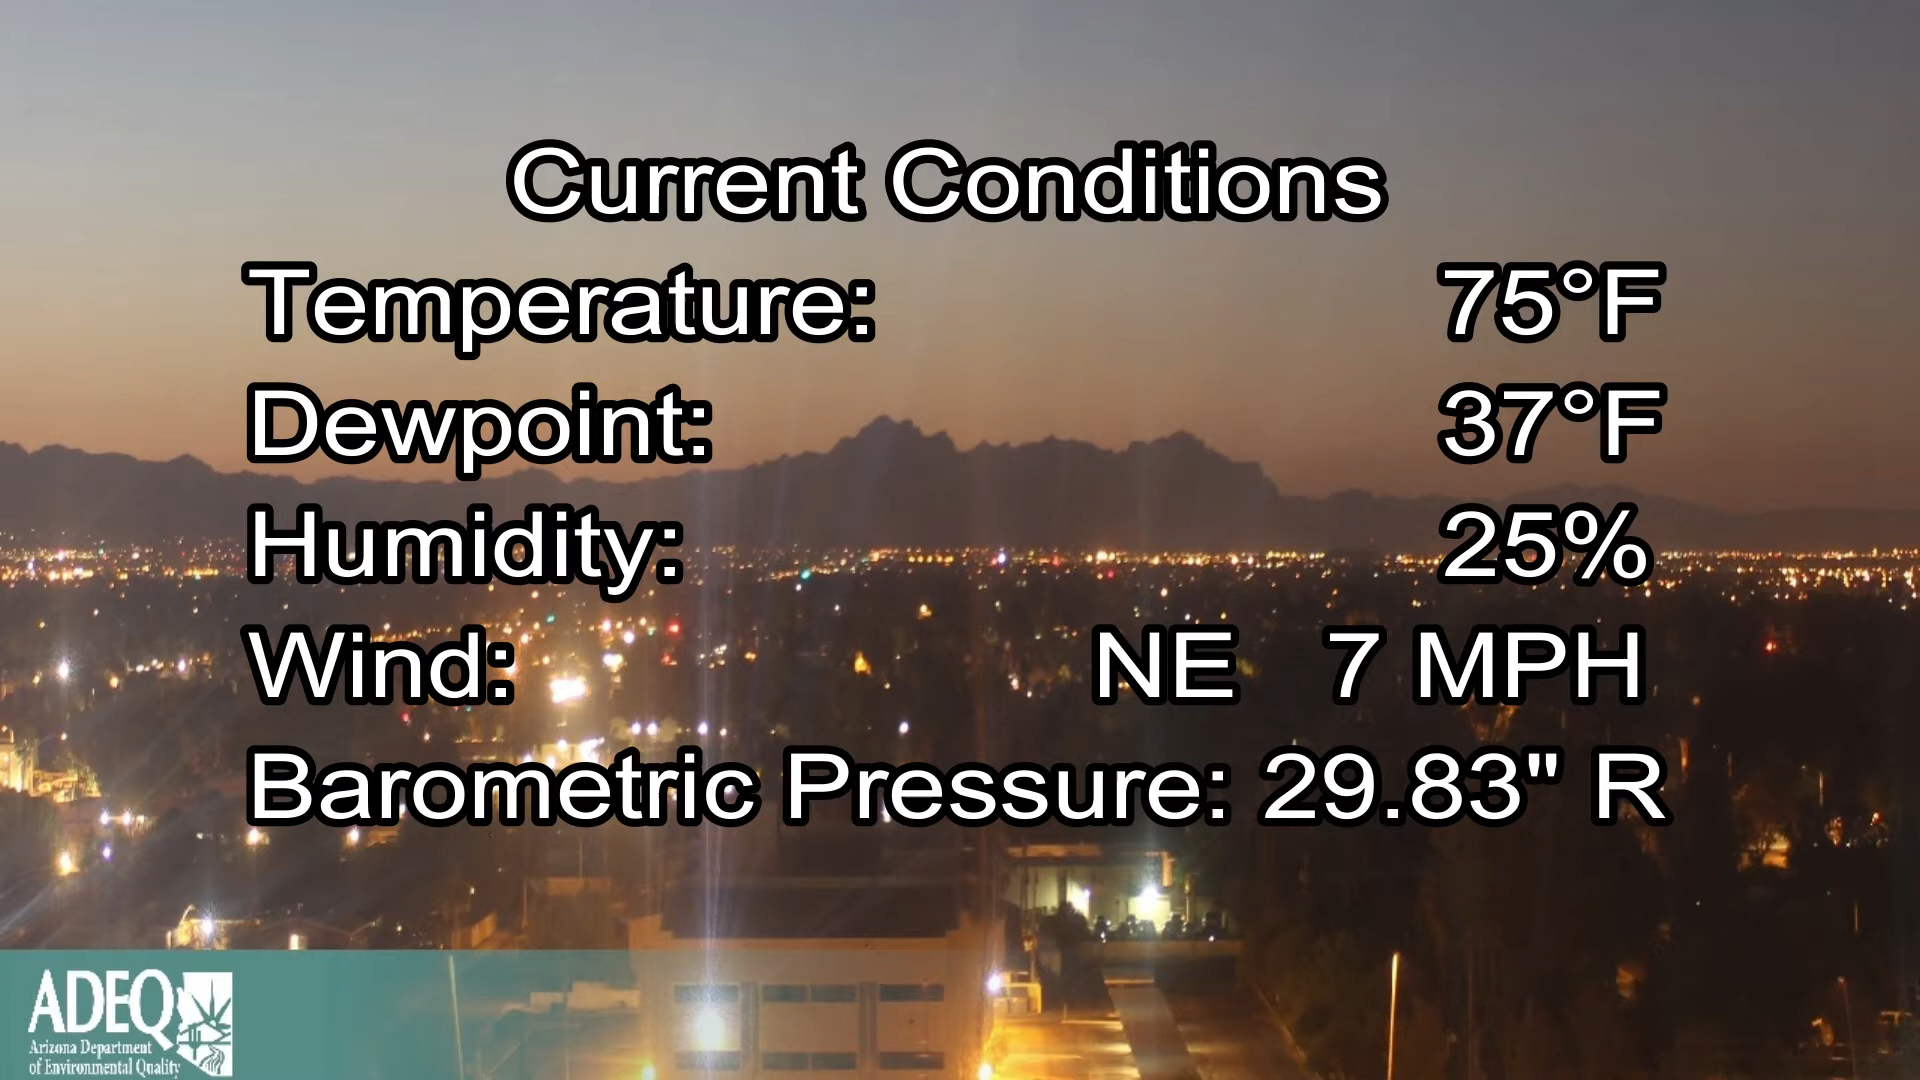 Current Conditions
Temperature: 75°F
Dewpoint: 37°F
Humidity: 25%
Wind: NE 7 MPH
Barometric Pressure: 29.83" R
ADEQ
Arizona Department
of Environmental Quality